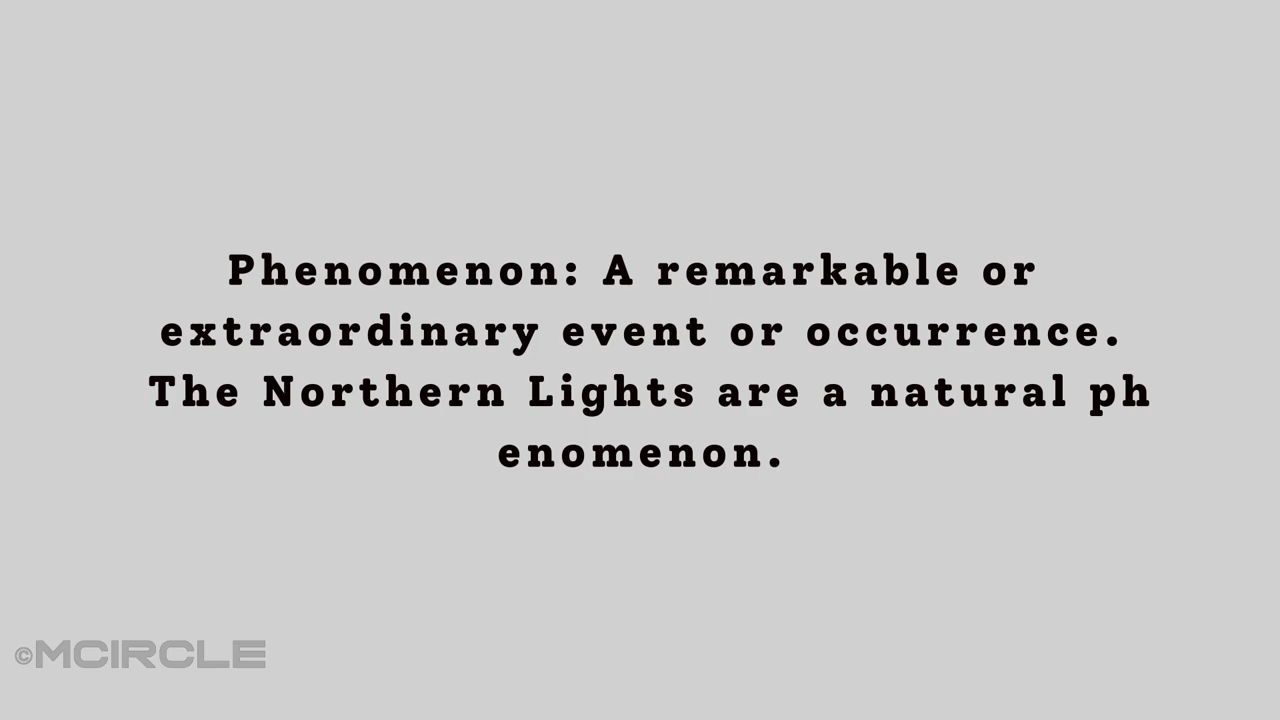 Phenomenon: A remarkable or
extraordinary event or occurrence.
The Northern Lights are a natural ph
enomenon.
©MCIRCLE